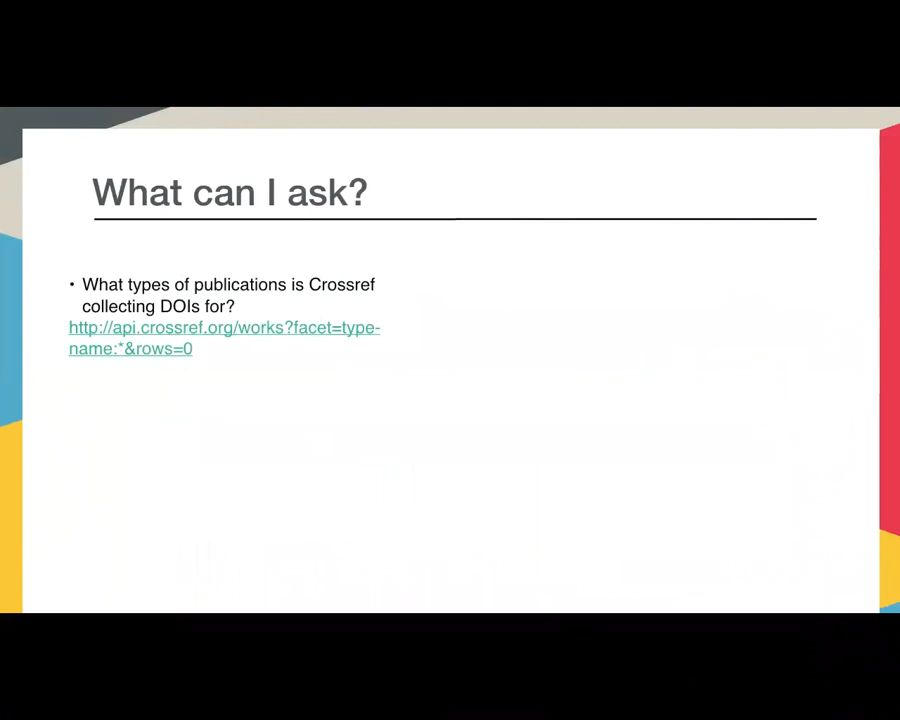 What can I ask?
• What types of publications is Crossref
collecting DOIs for?
http://api.crossref.org/works?facet=type-
name:*&rows=0